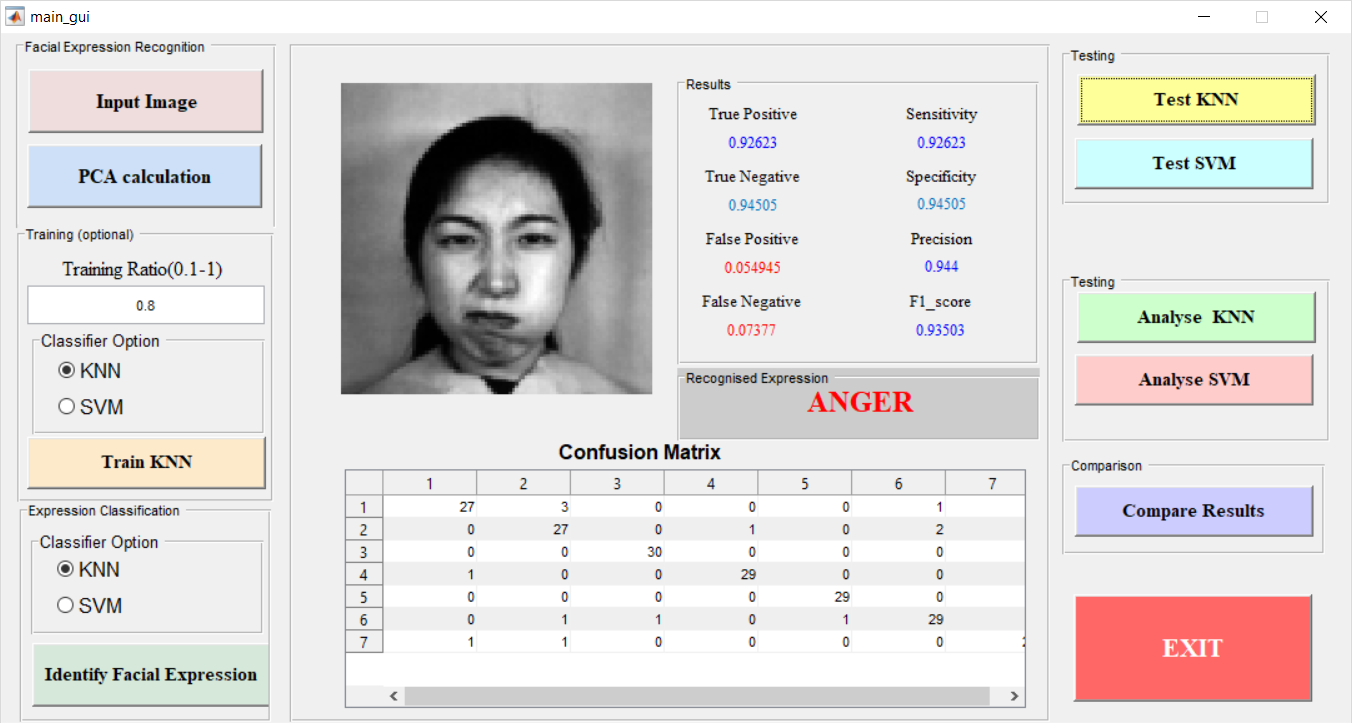 main_gui
Facial Expression Recognition
Input Image
PCA calculation
Training (optional)
Training Ratio(0.1-1)
0.8
Classifier Option
KNN
SVM
Train KNN
Expression Classification
Classifier Option
KNN
SVM
Identify Facial Expression
Results
True Positive Sensitivity
0.92623 0.92623
True Negative Specificity
0.94505 0.94505
False Positive Precision
0.054945 0.944
False Negative F1_score
0.07377 0.93503
Recognised Expression
ANGER
Confusion Matrix
1 2 3 4 5 6 7
1 27 3 0 0 0 1
2 0 27 0 1 0 2
3 0 0 30 0 0 0
4 1 0 0 29 0 0
5 0 0 0 0 29 0
6 0 1 1 0 1 29
7 1 1 0 0 0 0
Testing
Test KNN
Test SVM
Testing
Analyse KNN
Analyse SVM
Comparison
Compare Results
EXIT